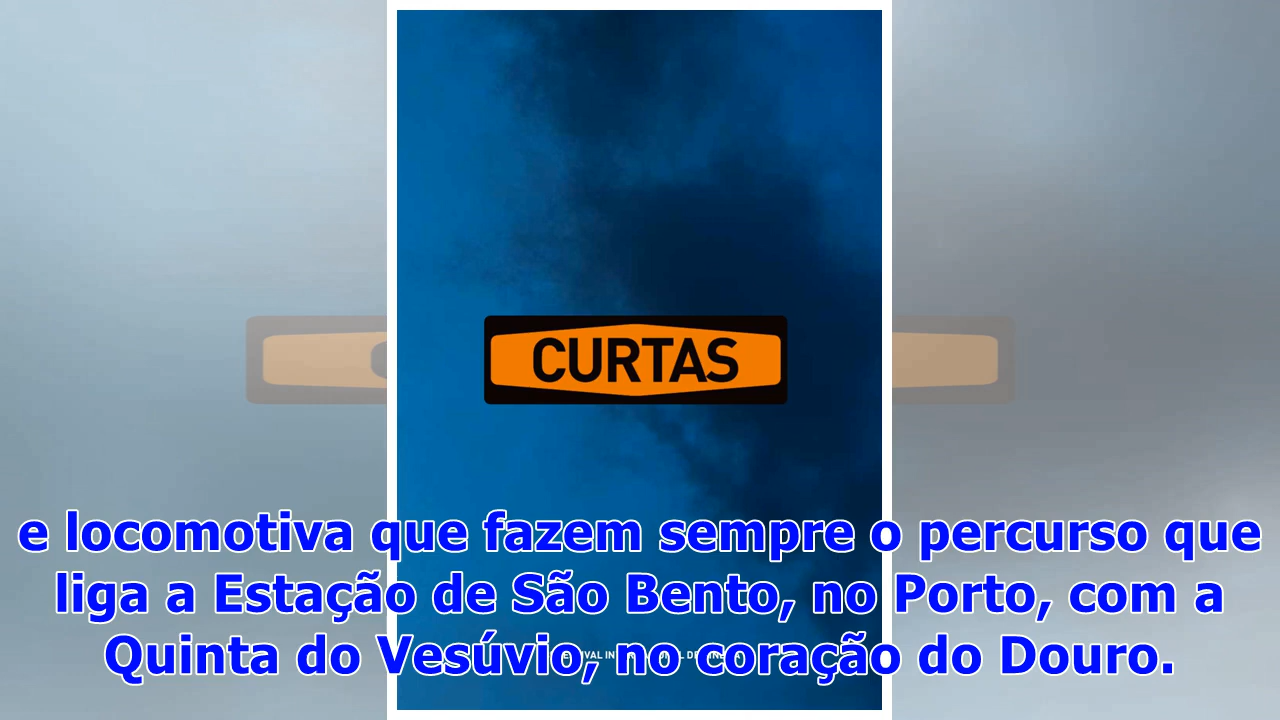 CURTAS
e locomotiva que fazem sempre o percurso que
liga a Estação de São Bento, no Porto, com a
Quinta do Vesúvio, no coração do Douro.